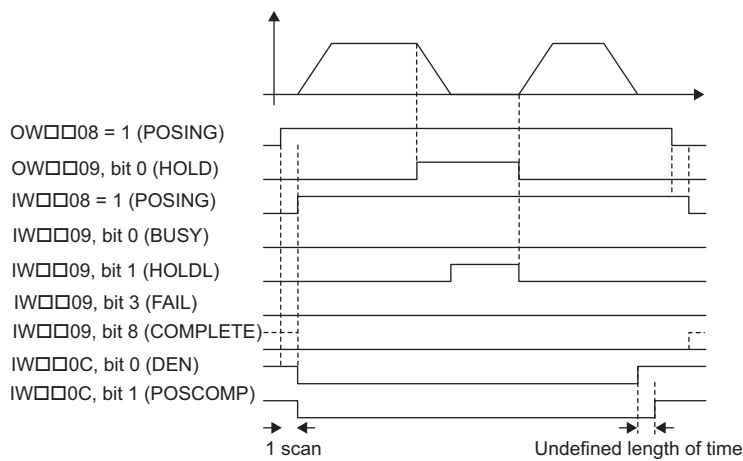 OW□□08 = 1 (POSING)
OW□□09, bit 0 (HOLD)
IW□□08 = 1 (POSING)
IW□□09, bit 0 (BUSY)
IW□□09, bit 1 (HOLDL)
IW□□09, bit 3 (FAIL)
IW□□09, bit 8 (COMPLETE)
IW□□0C, bit 0 (DEN)
IW□□0C, bit 1 (POSCOMP)
1 scan
Undefined length of time